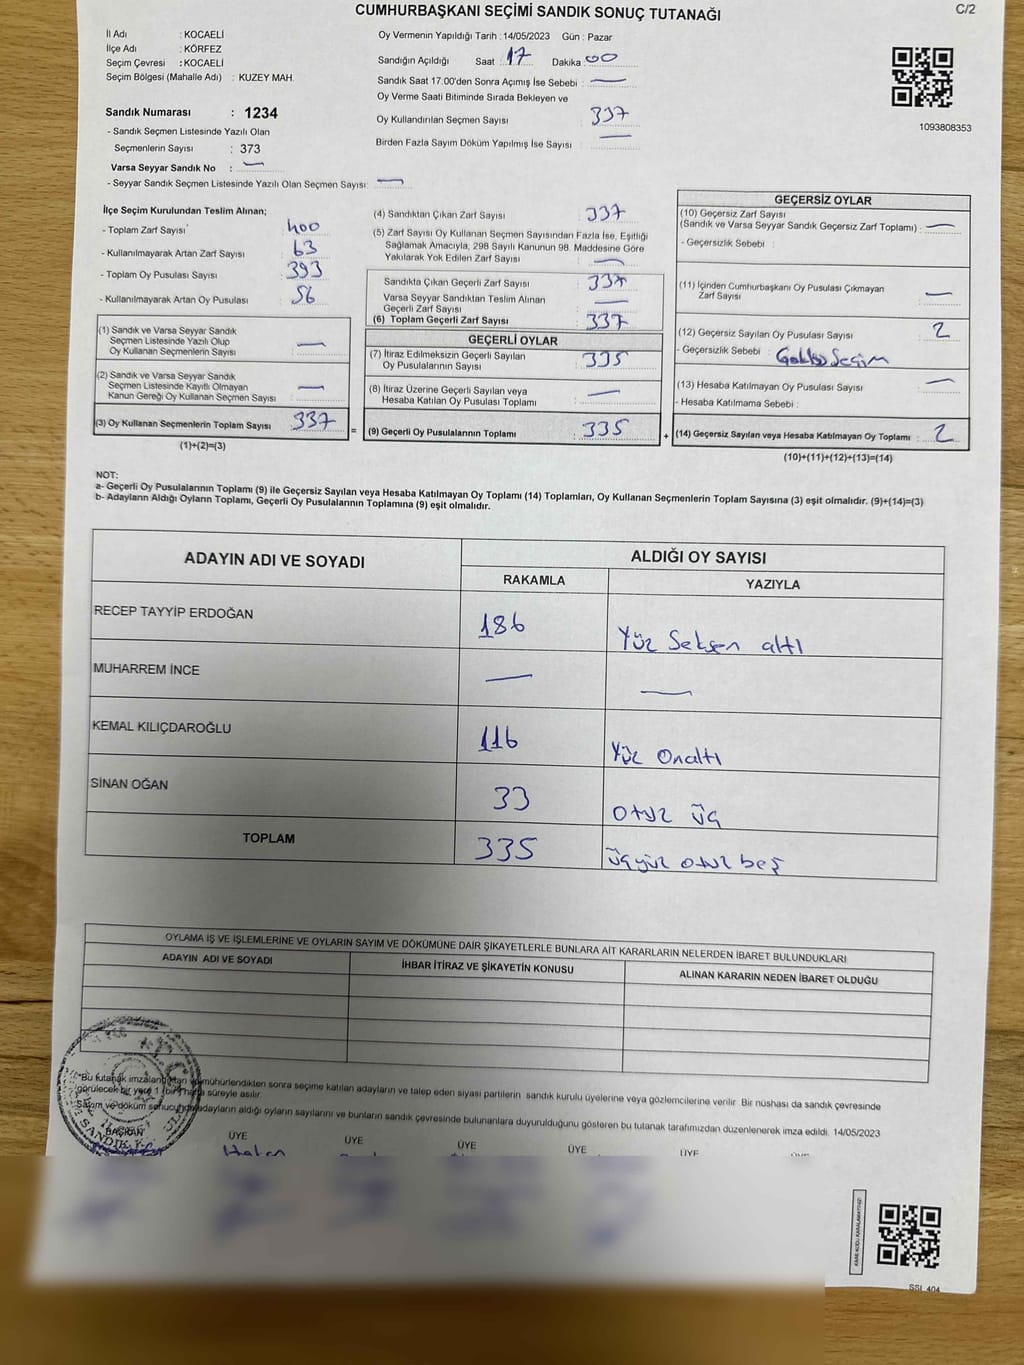 CUMHURBAŞKANI SEÇİMİ SANDIK SONUÇ TUTANAĞI
C/2
İl Adı : KOCAELİ
İlçe Adı : KÖRFEZ
Seçim Çevresi : KOCAELİ
Seçim Bölgesi (Mahalle Adı) : KUZEY MAH.
Sandık Numarası : 1234
- Sandık Seçmen Listesinde Yazılı Olan
Seçmenlerin Sayısı : 373
Varsa Seyyar Sandık No : —
- Seyyar Sandık Seçmen Listesinde Yazılı Olan Seçmen Sayısı: —
Oy Vermenin Yapıldığı Tarih : 14/05/2023 Gün : Pazar
Sandığın Açıldığı Saat : 17 Dakika : 00
Sandık Saat 17.00'den Sonra Açımış İse Sebebi : —
Oy Verme Saati Bitiminde Sırada Bekleyen ve
Oy Kullandırılan Seçmen Sayısı : 337
Birden Fazla Sayım Döküm Yapılmış İse Sayısı : —
1093808353
İlçe Seçim Kurulundan Teslim Alınan;
- Toplam Zarf Sayısı : 400
- Kullanılmayarak Artan Zarf Sayısı : 63
- Toplam Oy Pusulası Sayısı : 393
- Kullanılmayarak Artan Oy Pusulası : 56
(1) Sandık ve Varsa Seyyar Sandık
Seçmen Listesinde Yazılı Olup
Oy Kullanan Seçmenlerin Sayısı : —
(2) Sandık ve Varsa Seyyar Sandık
Seçmen Listesinde Kayıtlı Olmayan
Kanun Gereği Oy Kullanan Seçmen Sayısı : —
(3) Oy Kullanan Seçmenlerin Toplam Sayısı : 337
(1)+(2)=(3)
(4) Sandıktan Çıkan Zarf Sayısı : 337
(5) Zarf Sayısı Oy Kullanan Seçmen Sayısından Fazla İse, Eşitliği
Sağlamak Amacıyla, 298 Sayılı Kanunun 98. Maddesine Göre
Yakılarak Yok Edilen Zarf Sayısı : —
Sandıkta Çıkan Geçerli Zarf Sayısı : 337
Varsa Seyyar Sandıktan Teslim Alınan
Geçerli Zarf Sayısı : —
(6) Toplam Geçerli Zarf Sayısı : 337
GEÇERLİ OYLAR
(7) İtiraz Edilmeksizin Geçerli Sayılan
Oy Pusulalarının Sayısı : 335
(8) İtiraz Üzerine Geçerli Sayılan veya
Hesaba Katılan Oy Pusulası Toplamı : —
= (9) Geçerli Oy Pusulalarının Toplamı : 335 +
GEÇERSİZ OYLAR
(10) Geçersiz Zarf Sayısı
(Sandık ve Varsa Seyyar Sandık Geçersiz Zarf Toplamı) : —
- Geçersizlik Sebebi :
(11) İçinden Cumhurbaşkanı Oy Pusulası Çıkmayan
Zarf Sayısı : —
(12) Geçersiz Sayılan Oy Pusulası Sayısı : 2
- Geçersizlik Sebebi : Seçim
(13) Hesaba Katılmayan Oy Pusulası Sayısı : —
- Hesaba Katılmama Sebebi :
(14) Geçersiz Sayılan veya Hesaba Katılmayan Oy Toplamı : 2
(10)+(11)+(12)+(13)=(14)
NOT:
a- Geçerli Oy Pusulalarının Toplamı (9) ile Geçersiz Sayılan veya Hesaba Katılmayan Oy Toplamı (14) Toplamları, Oy Kullanan Seçmenlerin Toplam Sayısına (3) eşit olmalıdır. (9)+(14)=(3)
b- Adayların Aldığı Oyların Toplamı, Geçerli Oy Pusulalarının Toplamına (9) eşit olmalıdır.
ADAYIN ADI VE SOYADI ALDIĞI OY SAYISI
RAKAMLA YAZIYLA
RECEP TAYYİP ERDOĞAN 186 Yüz Seksen altı
MUHARREM İNCE — —
KEMAL KILIÇDAROĞLU 116 Yüz Onaltı
SİNAN OĞAN 33 otuz üç
TOPLAM 335 üçyüz otuz beş
OYLAMA İŞ VE İŞLEMLERİNE VE OYLARIN SAYIM VE DÖKÜMÜNE DAİR ŞİKAYETLERLE BUNLARA AİT KARARLARIN NELERDEN İBARET BULUNDUKLARI
ADAYIN ADI VE SOYADI İHBAR İTİRAZ VE ŞİKAYETİN KONUSU ALINAN KARARIN NEDEN İBARET OLDUĞU
*Bu tutanak mühürlendikten sonra seçime katılan adayların ve talep eden siyasi partilerin sandık kurulu üyelerine veya gözlemcilerine verilir. Bir nüshası da sandık çevresinde
görülecek bir yere 1 (bir) hafta süreyle asılır.
Sayım ve döküm sonucunda adayların aldığı oyların sayılarını ve bunların sandık çevresinde bulunanlara duyurulduğunu gösteren bu tutanak tarafımızdan düzenlenerek imza edildi. 14/05/2023
BAŞKAN ÜYE ÜYE ÜYE ÜYE ÜYE
SSL 404